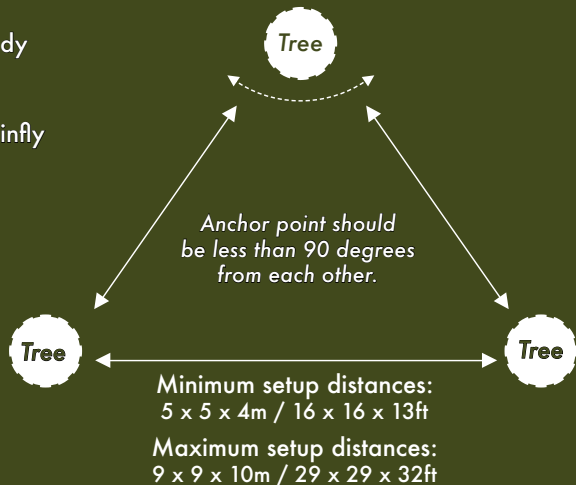 Tree
dy
infly
Anchor point should
be less than 90 degrees
from each other.
Tree
Tree
Minimum setup distances:
5 x 5 x 4m / 16 x 16 x 13ft
Maximum setup distances:
9 x 9 x 10m / 29 x 29 x 32ft